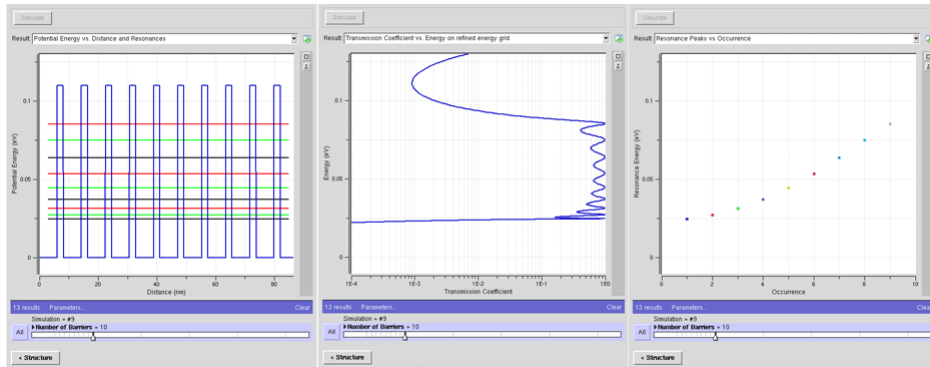 Simulate
Result: Potential Energy vs. Distance and Resonances
Potential Energy (eV)
0.1
0.05
0
0
20
40
60
80
Distance (nm)
13 results Parameters... Clear
Simulation = #9
All
Number of Barriers = 10
< Structure
Simulate
Result: Transmission Coefficient vs. Energy on refined energy grid
Energy (eV)
0.1
0.05
0
1E-4
1E-3
1E-2
1E-1
1E0
Transmission Coefficient
13 results Parameters... Clear
Simulation = #9
All
Number of Barriers = 10
< Structure
Simulate
Result: Resonance Peaks vs Occurrence
Resonance Energy (eV)
0.1
0.05
0
0
2
4
6
8
10
Occurrence
13 results Parameters... Clear
Simulation = #9
All
Number of Barriers = 10
< Structure